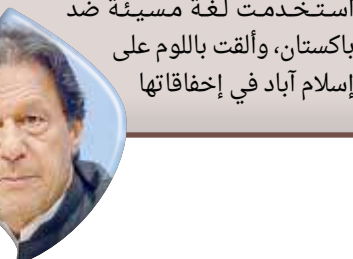 استخدمت لغة مسيئة ضد
باكستان، وألقت باللوم على
إسلام آباد في إخفاقاتها